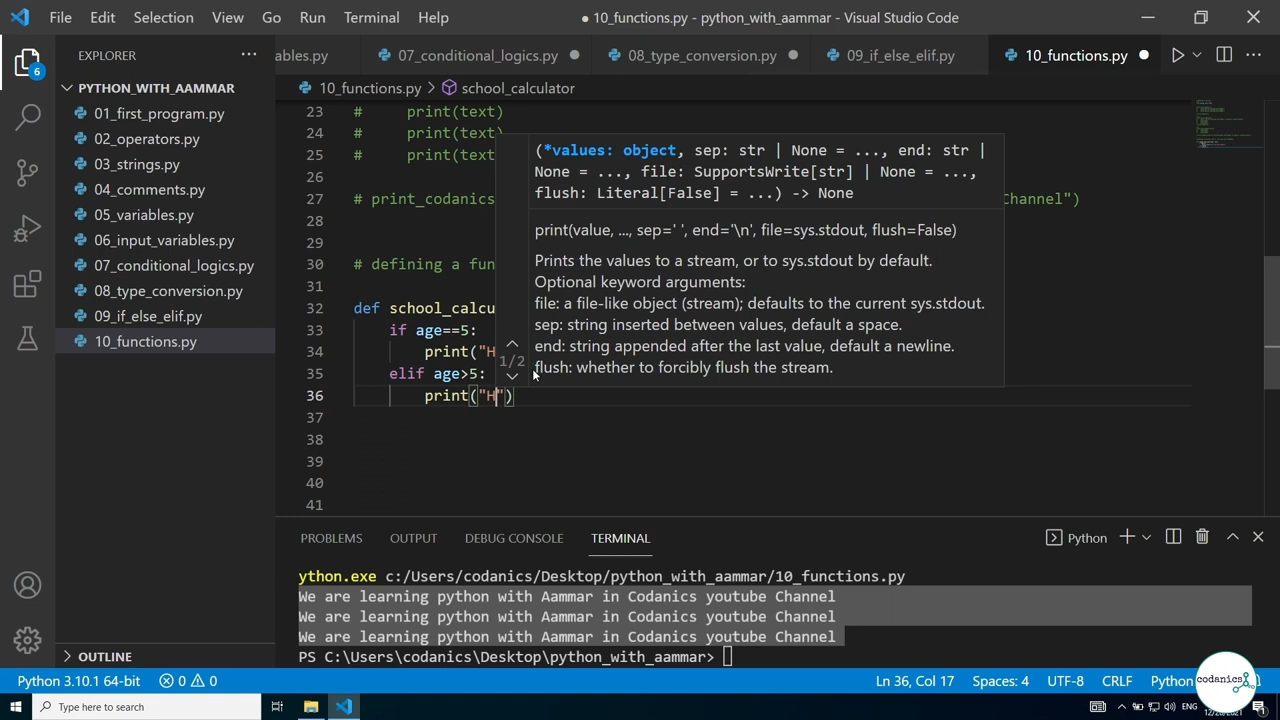 File Edit Selection View Go Run Terminal Help
● 10_functions.py - python_with_aammar - Visual Studio Code
EXPLORER
ables.py 07_conditional_logics.py 08_type_conversion.py 09_if_else_elif.py 10_functions.py
PYTHON_WITH_AAMMAR
01_first_program.py
02_operators.py
03_strings.py
04_comments.py
05_variables.py
06_input_variables.py
07_conditional_logics.py
08_type_conversion.py
09_if_else_elif.py
10_functions.py
OUTLINE
6
10_functions.py > school_calculator
23 # print(text)
24 # print(text)
25 # print(text
26
27 # print_codanics Channel")
28
29
30 # defining a fun
31
32 def school_calcu
33 if age==5:
34 print("H
35 elif age>5:
36 print("H")
37
38
39
40
41
(*values: object, sep: str | None = ..., end: str |
None = ..., file: SupportsWrite[str] | None = ...,
flush: Literal[False] = ...) -> None
print(value, ..., sep=' ', end='\n', file=sys.stdout, flush=False)
Prints the values to a stream, or to sys.stdout by default.
Optional keyword arguments:
file: a file-like object (stream); defaults to the current sys.stdout.
sep: string inserted between values, default a space.
end: string appended after the last value, default a newline.
flush: whether to forcibly flush the stream.
1/2
PROBLEMS OUTPUT DEBUG CONSOLE TERMINAL Python
ython.exe c:/Users/codanics/Desktop/python_with_aammar/10_functions.py
We are learning python with Aammar in Codanics youtube Channel
We are learning python with Aammar in Codanics youtube Channel
We are learning python with Aammar in Codanics youtube Channel
PS C:\Users\codanics\Desktop\python_with_aammar>
Python 3.10.1 64-bit 0 0 Ln 36, Col 17 Spaces: 4 UTF-8 CRLF Python
codanics
Type here to search ENG